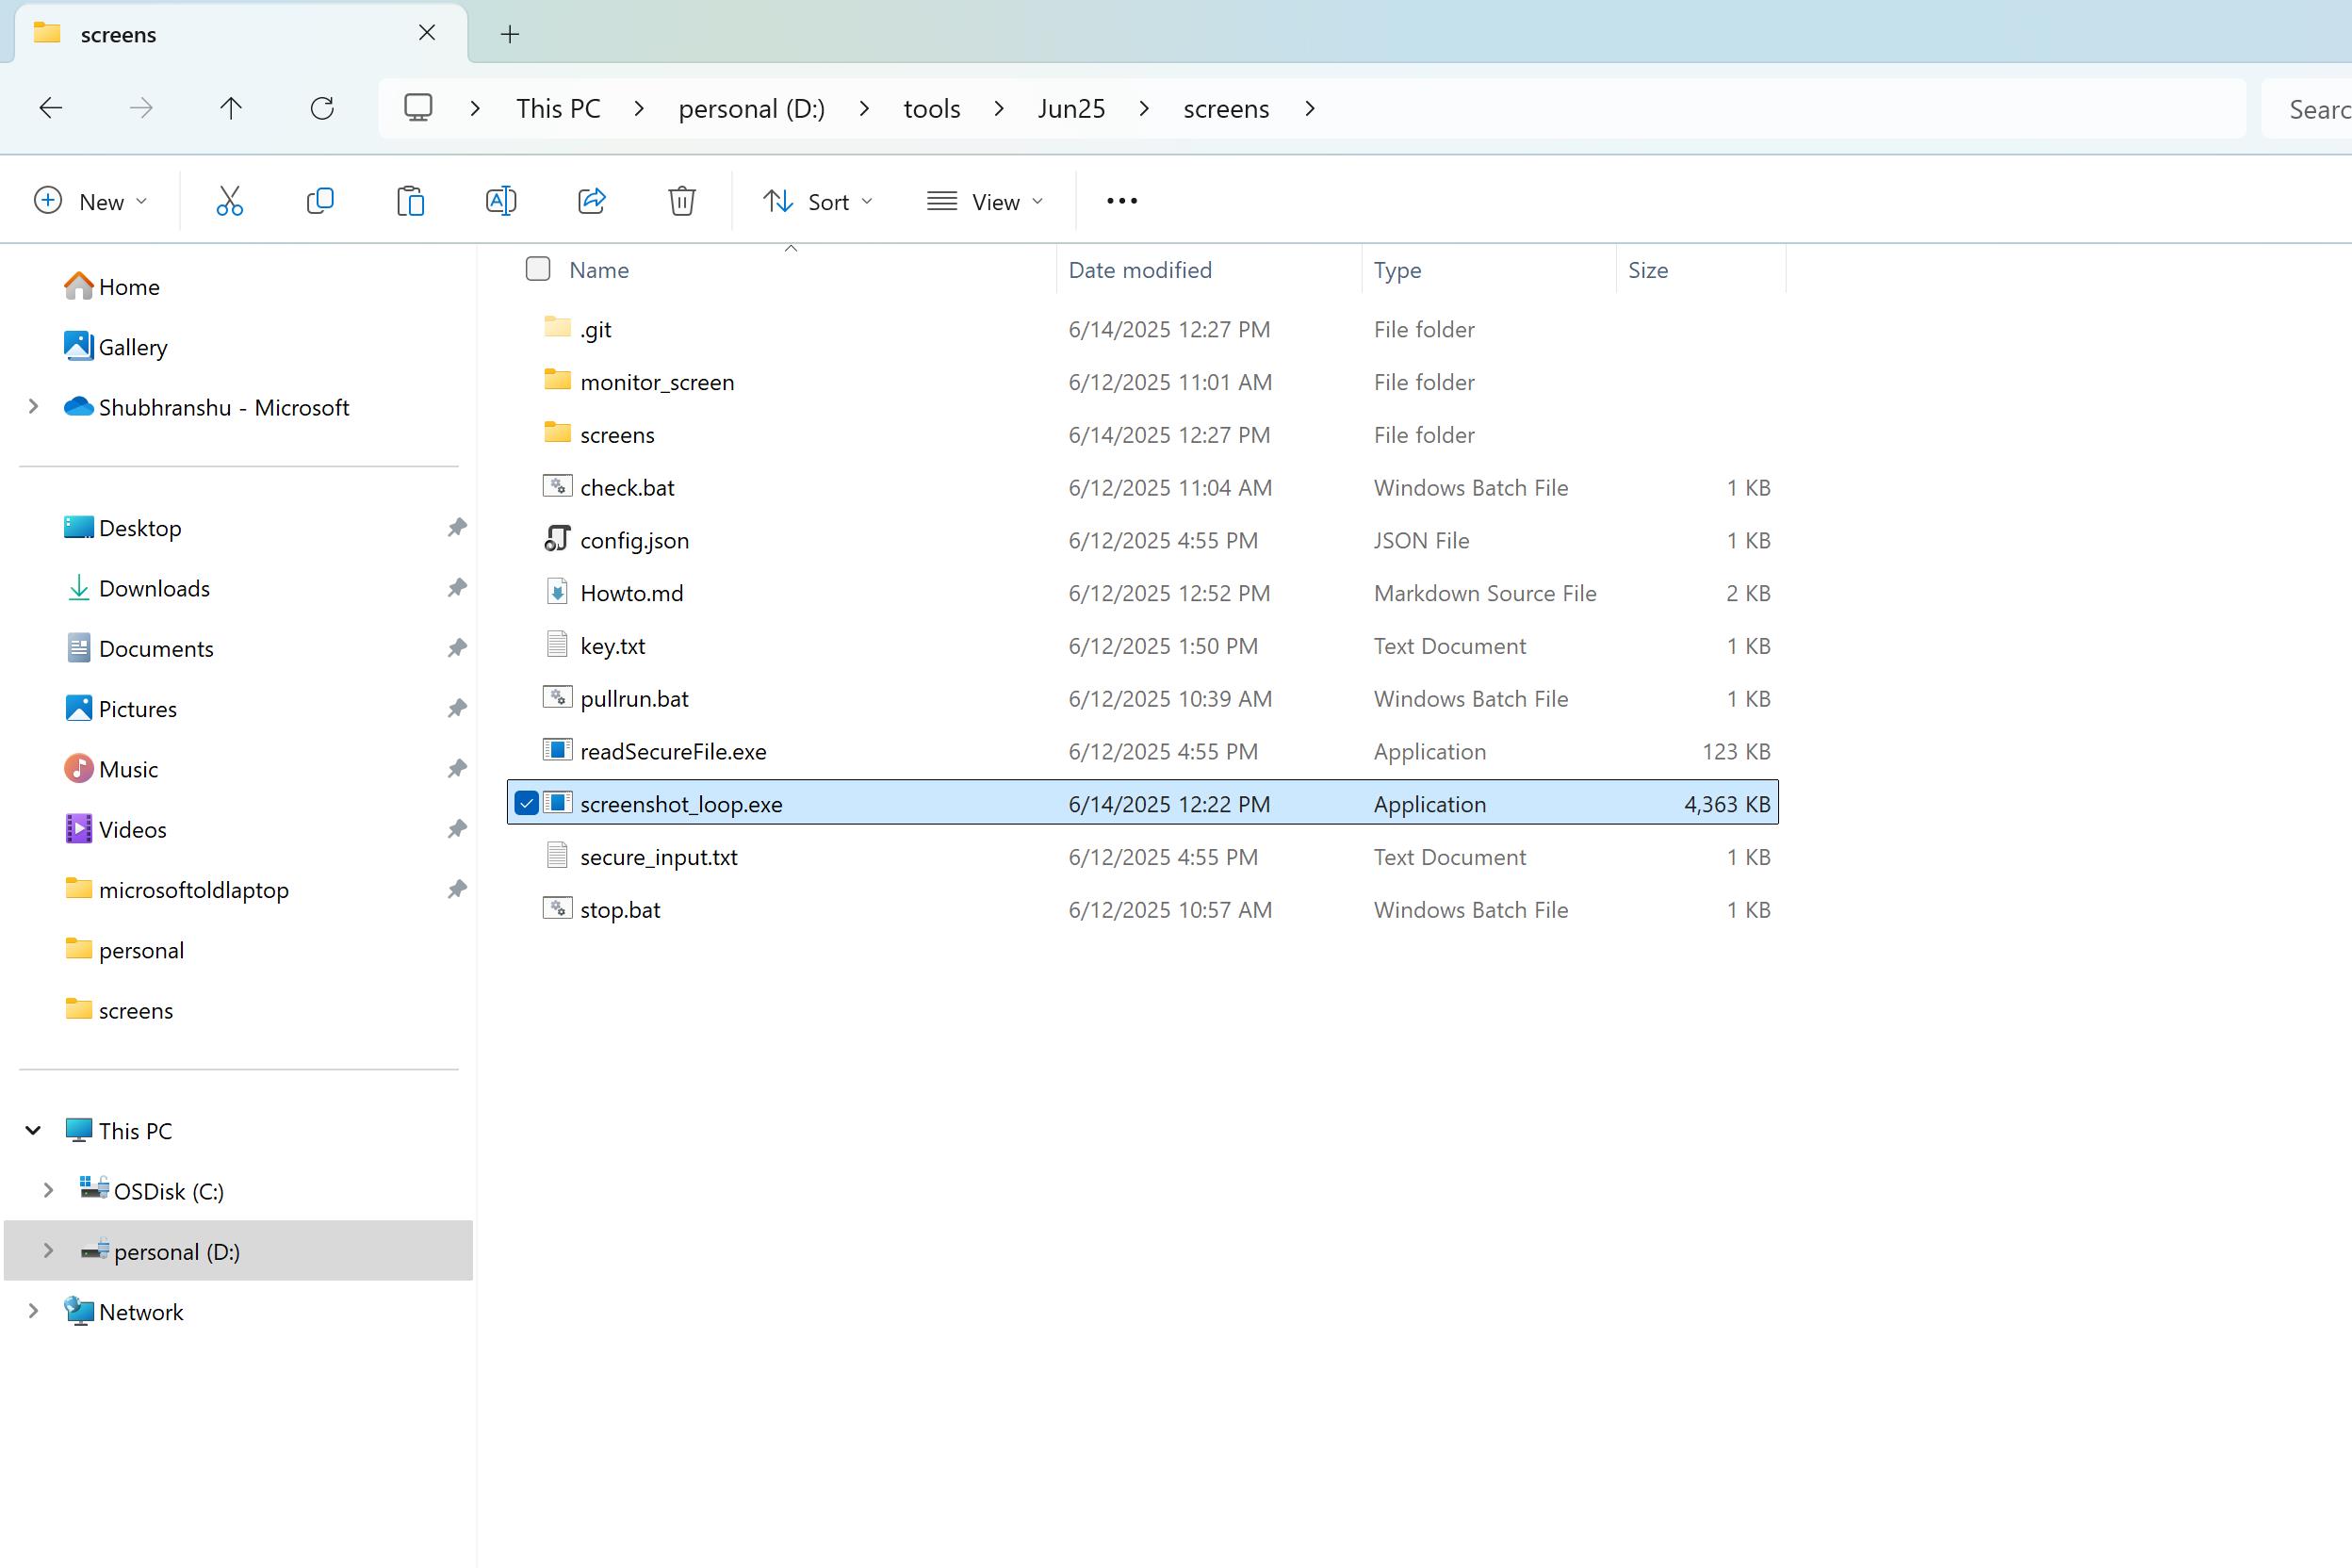 screens
This PC personal (D:) tools Jun25 screens
Searc
New Sort View
Home
Gallery
Shubhranshu - Microsoft
Desktop
Downloads
Documents
Pictures
Music
Videos
microsoftoldlaptop
personal
screens
This PC
OSDisk (C:)
personal (D:)
Network
Name Date modified Type Size
.git 6/14/2025 12:27 PM File folder
monitor_screen 6/12/2025 11:01 AM File folder
screens 6/14/2025 12:27 PM File folder
check.bat 6/12/2025 11:04 AM Windows Batch File 1 KB
config.json 6/12/2025 4:55 PM JSON File 1 KB
Howto.md 6/12/2025 12:52 PM Markdown Source File 2 KB
key.txt 6/12/2025 1:50 PM Text Document 1 KB
pullrun.bat 6/12/2025 10:39 AM Windows Batch File 1 KB
readSecureFile.exe 6/12/2025 4:55 PM Application 123 KB
screenshot_loop.exe 6/14/2025 12:22 PM Application 4,363 KB
secure_input.txt 6/12/2025 4:55 PM Text Document 1 KB
stop.bat 6/12/2025 10:57 AM Windows Batch File 1 KB